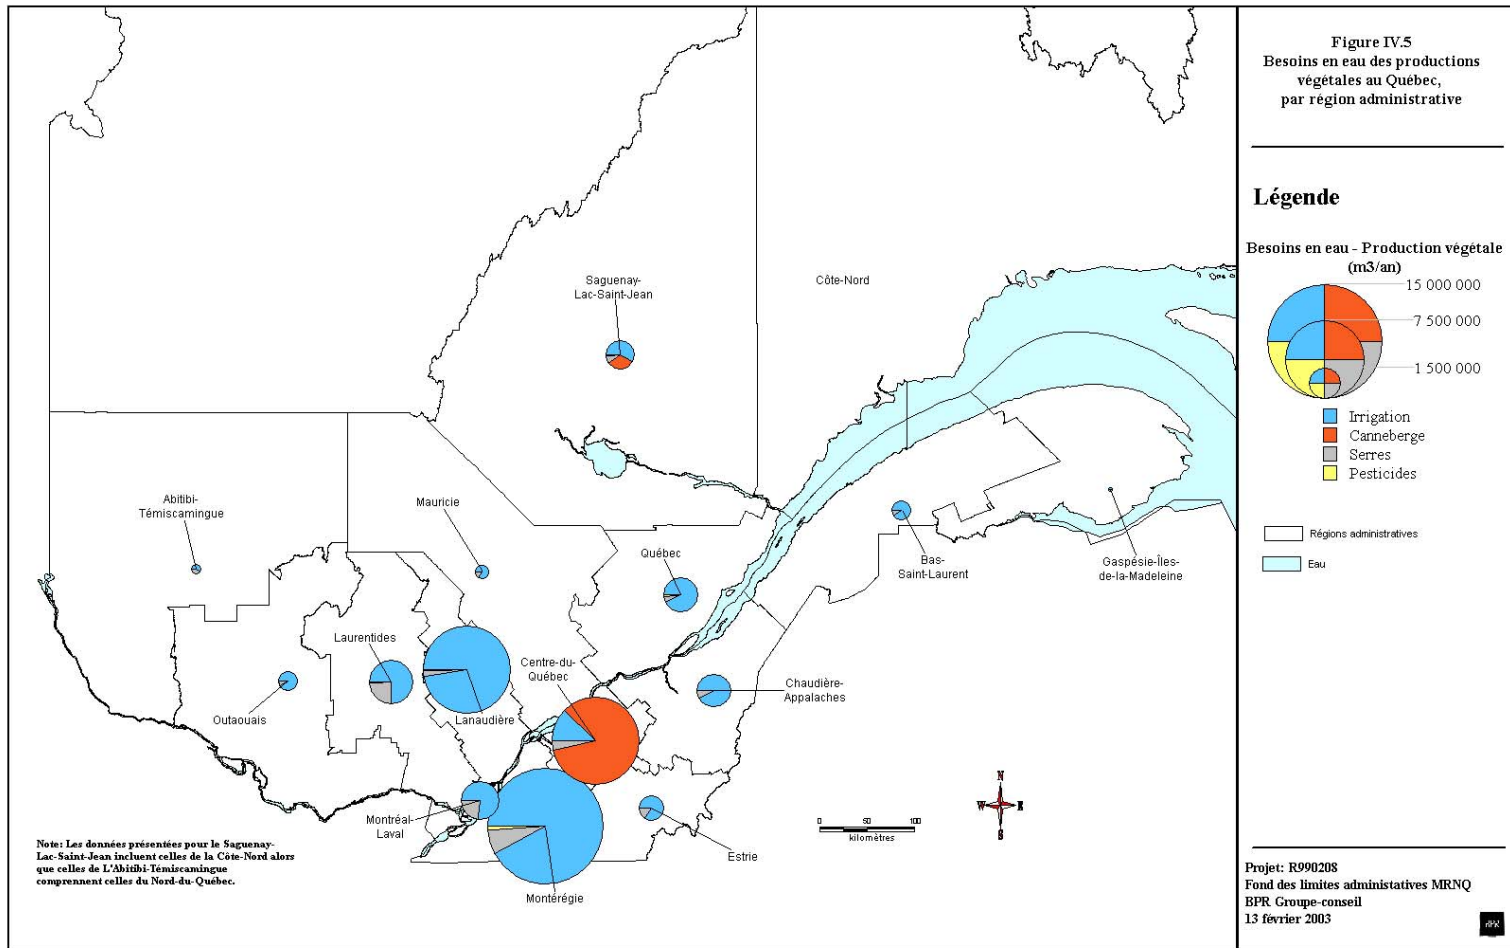 Figure IV.5
Besoins en eau des productions
végétales au Québec,
par région administrative
Légende
Besoins en eau - Production végétale
(m3/an)
15 000 000
7 500 000
1 500 000
Irrigation
Canneberge
Serres
Pesticides
Régions administratives
Eau
Saguenay-
Lac-Saint-Jean
Côte-Nord
Abitibi-
Témiscamingue
Mauricie
Québec
Bas-
Saint-Laurent
Gaspésie-Îles-
de-la-Madeleine
Laurentides
Centre-du-
Québec
Chaudière-
Appalaches
Outaouais
Lanaudière
Montréal-
Laval
Estrie
Montérégie
N
W
E
S
0 50 100
kilomètres
Note: Les données présentées pour le Saguenay-
Lac-Saint-Jean incluent celles de la Côte-Nord alors
que celles de L'Abitibi-Témiscamingue
comprennent celles du Nord-du-Québec.
Projet: R990208
Fond des limites administatives MRNQ
BPR Groupe-conseil
13 février 2003
BPR